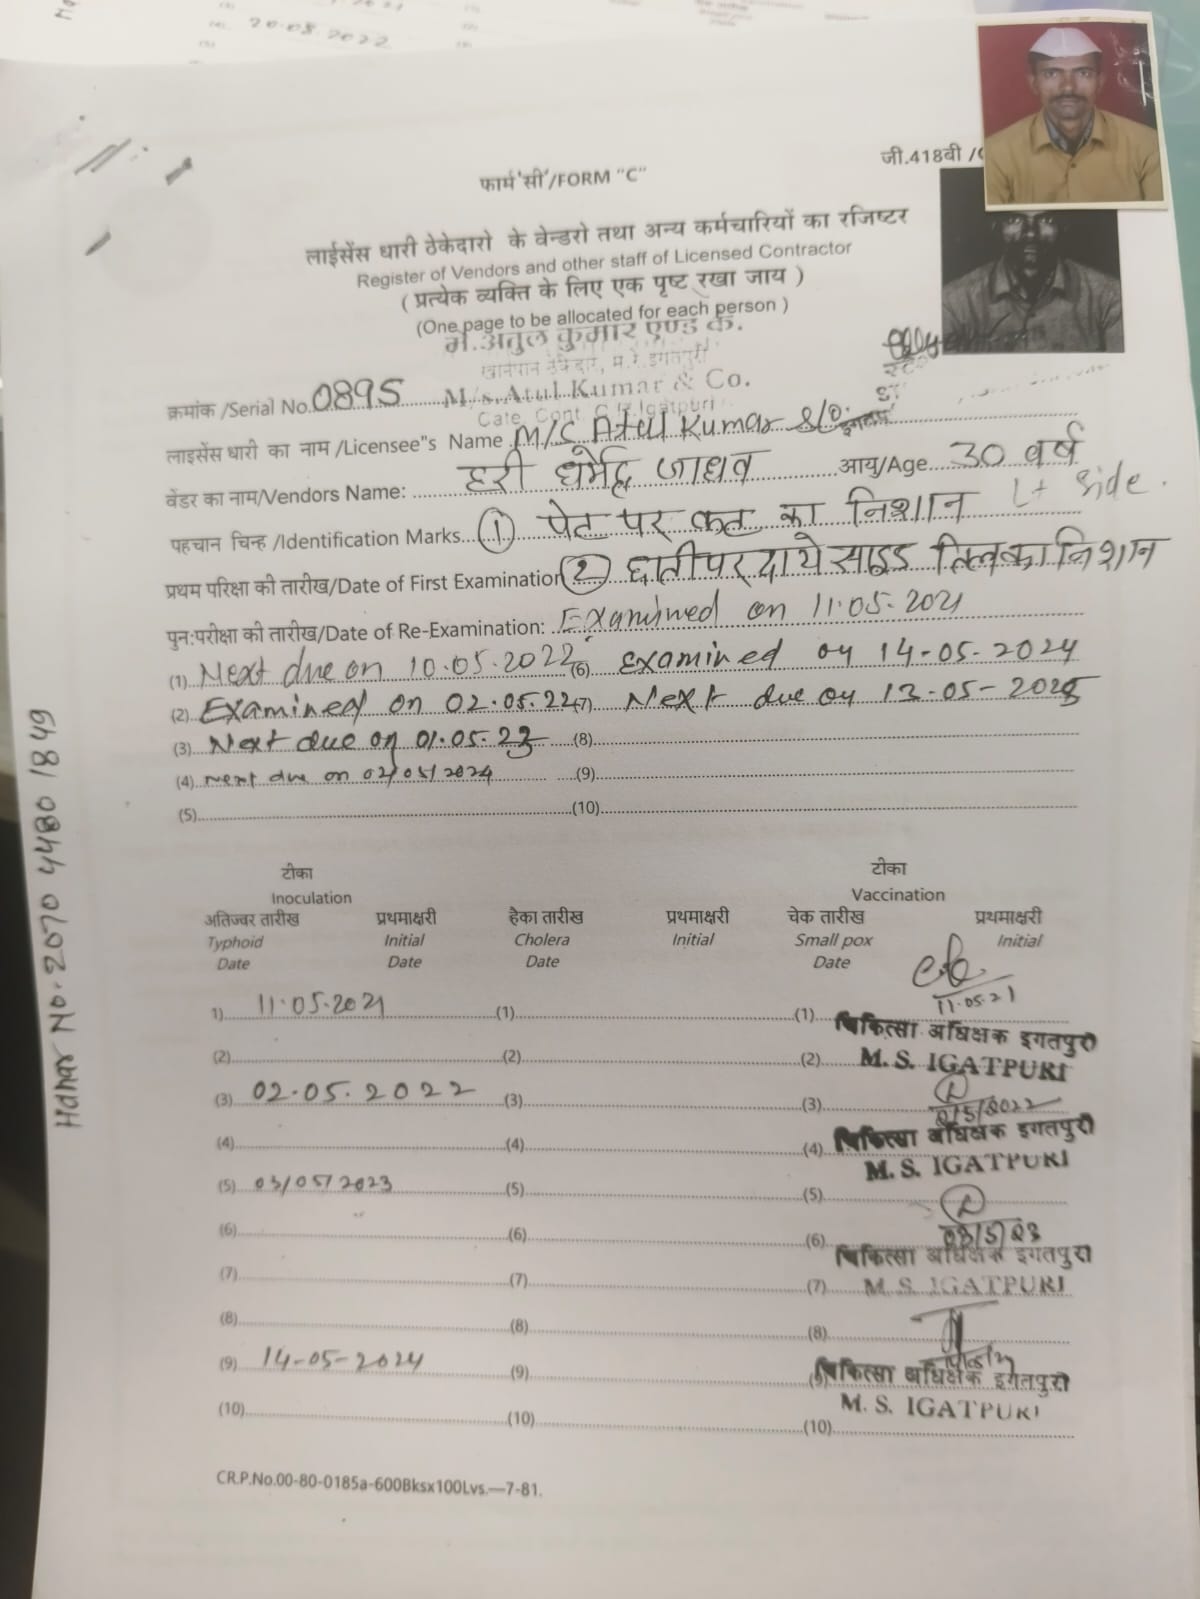 20.05.2022
जी.418बी /
फार्म 'सी'/FORM "C"
लाईसेंस धारी ठेकेदारो के वेन्डरो तथा अन्य कर्मचारियों का रजिष्टर
Register of Vendors and other staff of Licensed Contractor
( प्रत्येक व्यक्ति के लिए एक पृष्ट रखा जाय )
(One page to be allocated for each person )
मे.अतुल कुमार एण्ड कं.
खानपान ठेकेदार, म.रे.इगतपुरी
क्रमांक /Serial No. 0895 M/s.Atul Kumar & Co.
Cate. Cont. C.R. Igatpuri
लाइसेंस धारी का नाम /Licensee"s Name M/S Atul Kumar & Co.
वेंडर का नाम/Vendors Name: हरी धर्मेंद्र जाधव आयु/Age 30 वर्ष
पहचान चिन्ह /Identification Marks (1) पेट पर कट का निशान Lt side.
प्रथम परिक्षा की तारीख/Date of First Examination (2) छातीपर दाये साइड तिल का निशान
पुन:परीक्षा की तारीख/Date of Re-Examination: Examined on 11.05.2021
(1) Next due on 10.05.2022 (6) Examined on 14-05-2024
(2) Examined on 02.05.22 (7) Next due on 13-05-2025
(3) Next due on 01.05.23 (8)
(4) Next due on 02/05/2024 (9)
(5) (10)
टीका टीका
Inoculation Vaccination
अतिज्वर तारीख प्रथमाक्षरी हैका तारीख प्रथमाक्षरी चेक तारीख प्रथमाक्षरी
Typhoid Initial Cholera Initial Small pox Initial
Date Date Date Date
1) 11.05.2021 (1) (1) 11.05.21
चिकित्सा अधिक्षक इगतपुरी
(2) (2) (2) M. S. IGATPURI
(3) 02.05.2022 (3) (3) 2/5/2022
चिकित्सा अधिक्षक इगतपुरी
(4) (4) (4) M. S. IGATPURI
(5) 03/05/2023 (5) (5)
(6) (6) (6) 03/5/23
चिकित्सा अधिक्षक इगतपुरी
(7) (7) (7) M. S. IGATPURI
(8) (8) (8)
(9) 14-05-2024 (9) (9) चिकित्सा अधिक्षक इगतपुरी
M. S. IGATPURI
(10) (10) (10)
CR.P.No.00-80-0185a-600Bksx100Lvs.—7-81.
No. 2070 4480 1849